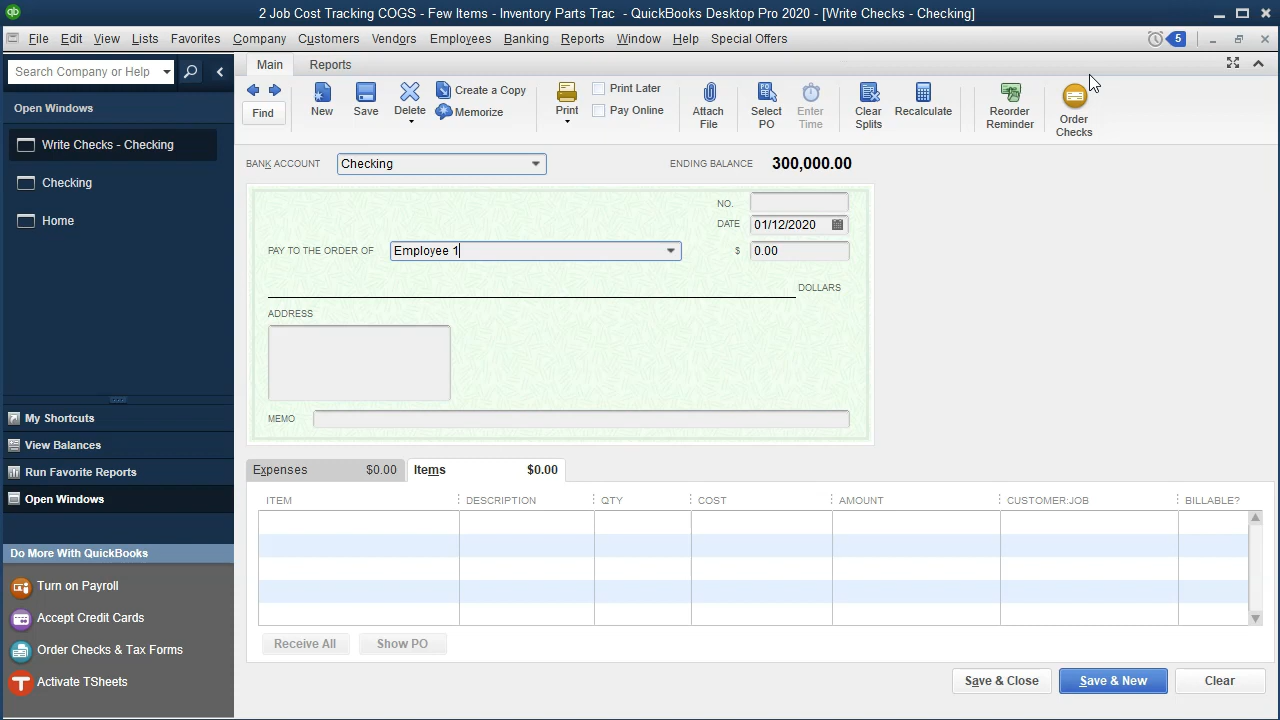 2 Job Cost Tracking COGS - Few Items - Inventory Parts Trac - QuickBooks Desktop Pro 2020 - [Write Checks - Checking]
File Edit View Lists Favorites Company Customers Vendors Employees Banking Reports Window Help Special Offers 5
Search Company or Help
Main Reports
Open Windows
Write Checks - Checking
Checking
Home
My Shortcuts
View Balances
Run Favorite Reports
Open Windows
Do More With QuickBooks
Turn on Payroll
Accept Credit Cards
Order Checks & Tax Forms
Activate TSheets
Find
New
Save
Delete
Create a Copy
Memorize
Print
Print Later
Pay Online
Attach
File
Select
PO
Enter
Time
Clear
Splits
Recalculate
Reorder
Reminder
Order
Checks
BANK ACCOUNT Checking ENDING BALANCE 300,000.00
NO.
DATE 01/12/2020
PAY TO THE ORDER OF Employee 1 $ 0.00
DOLLARS
ADDRESS
MEMO
Expenses $0.00 Items $0.00
ITEM DESCRIPTION QTY COST AMOUNT CUSTOMER:JOB BILLABLE?
Receive All Show PO
Save & Close Save & New Clear